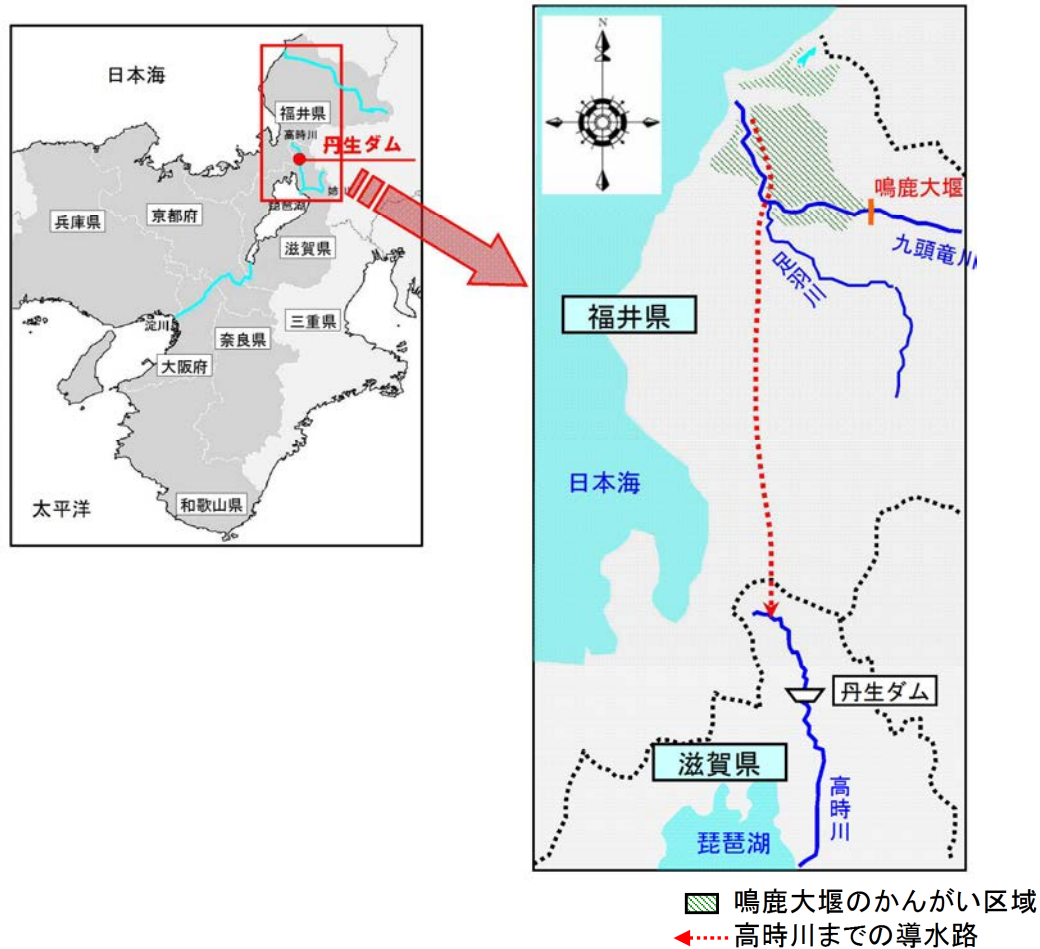 日本海
福井県
高時川
丹生ダム
琵琶湖
兵庫県
京都府
滋賀県
三重県
淀川
奈良県
大阪府
和歌山県
太平洋
N
鳴鹿大堰
九頭竜川
足羽川
福井県
日本海
丹生ダム
滋賀県
高時川
琵琶湖
鳴鹿大堰のかんがい区域
高時川までの導水路